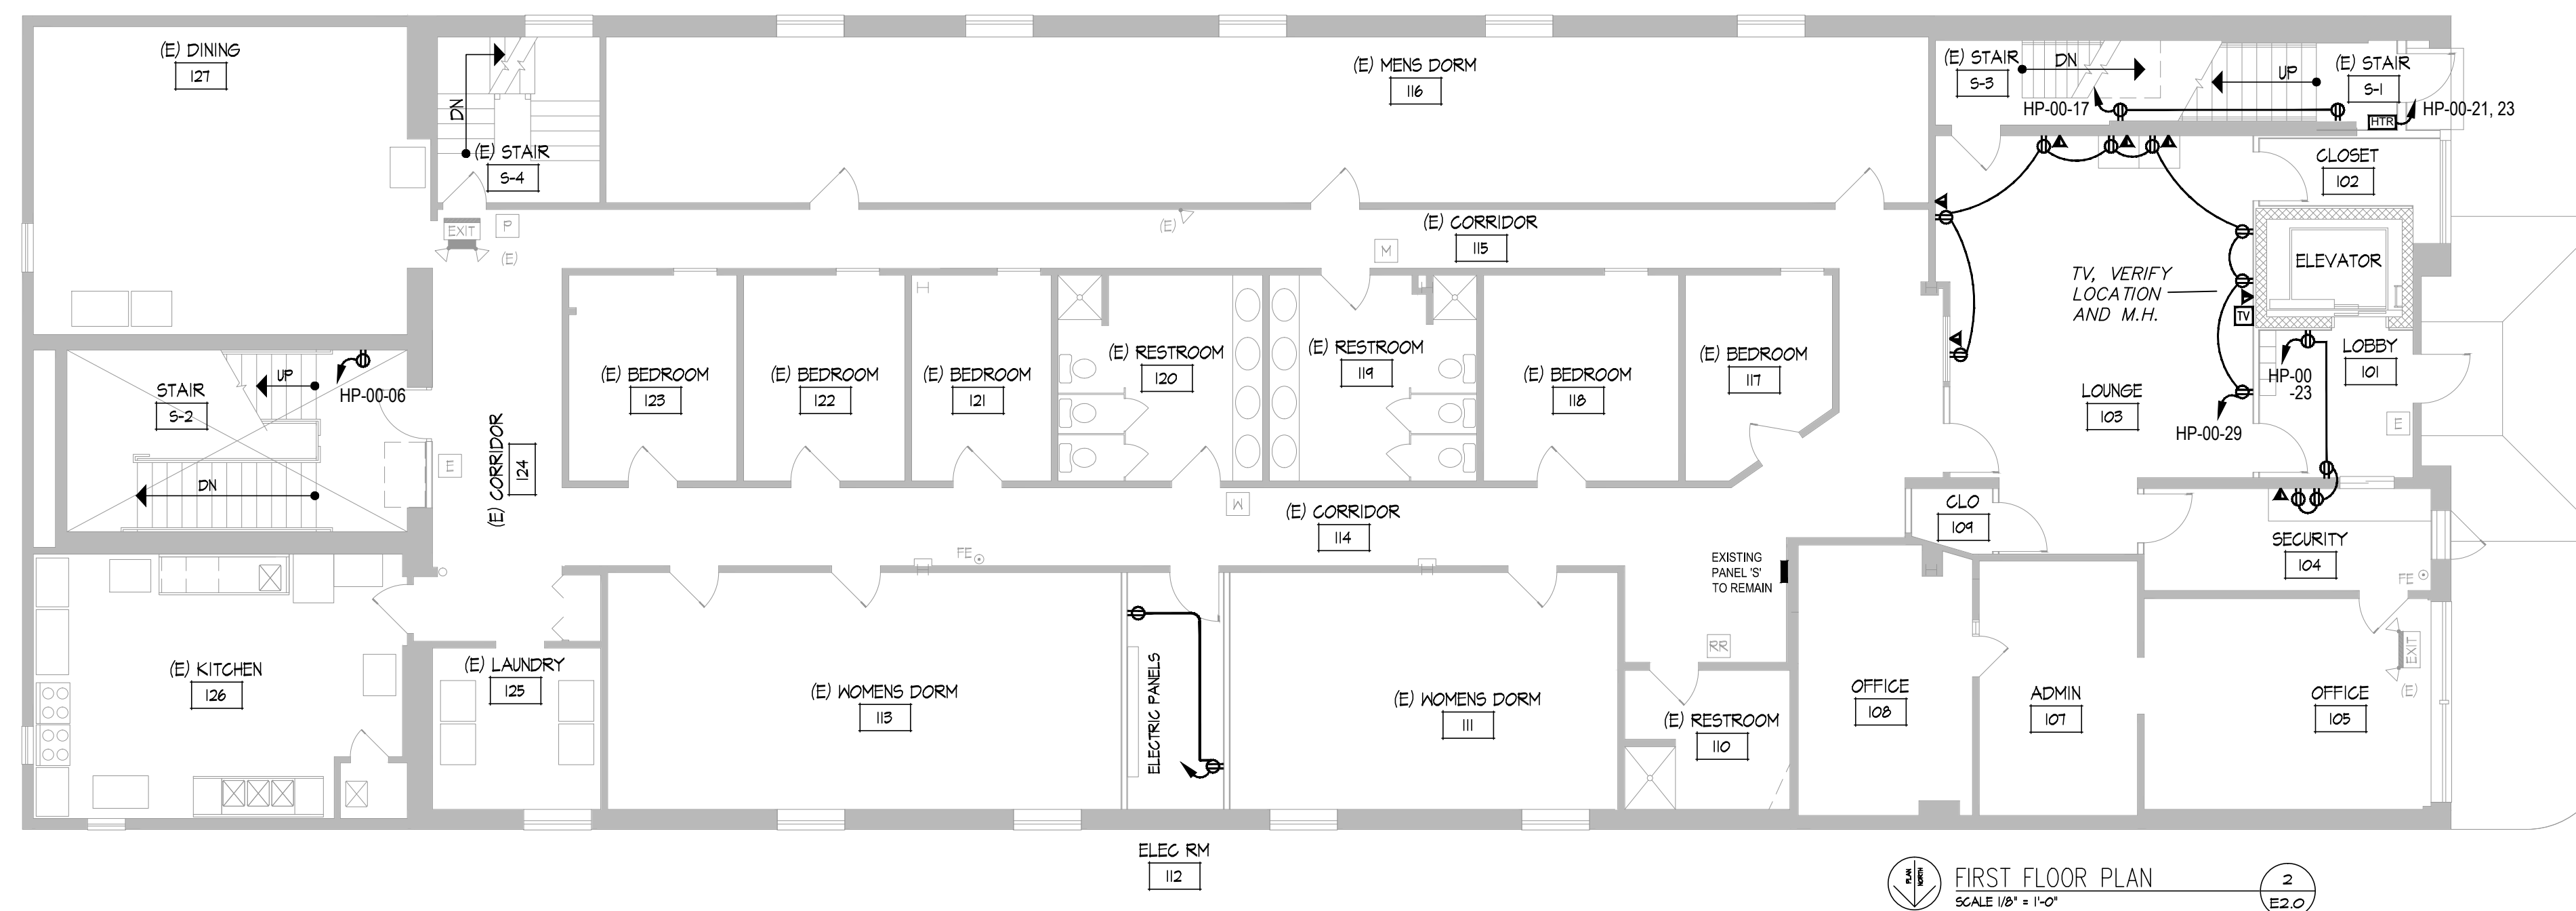 (E) DINING
127
DN
(E) STAIR
S-4
(E) MENS DORM
116
(E) STAIR
S-3
DN
UP
(E) STAIR
S-1
HP-00-17
HTR
HP-00-21, 23
CLOSET
102
EXIT
P
(E)
(E)
(E) CORRIDOR
115
M
ELEVATOR
TV, VERIFY
LOCATION
AND M.H.
TV
STAIR
S-2
UP
DN
HP-00-06
E
(E) CORRIDOR
124
(E) BEDROOM
123
(E) BEDROOM
122
(E) BEDROOM
121
(E) RESTROOM
120
(E) RESTROOM
119
(E) BEDROOM
118
(E) BEDROOM
117
LOUNGE
103
HP-00-29
HP-00
-23
LOBBY
101
E
W
(E) CORRIDOR
114
FE
CLO
109
SECURITY
104
FE
EXISTING
PANEL 'S'
TO REMAIN
(E) KITCHEN
126
(E) LAUNDRY
125
(E) WOMENS DORM
113
ELECTRIC PANELS
(E) WOMENS DORM
111
RR
(E) RESTROOM
110
OFFICE
108
ADMIN
107
OFFICE
105
EXIT
(E)
ELEC RM
112
PLAN
NORTH
FIRST FLOOR PLAN
SCALE 1/8" = 1'-0"
2
E2.0